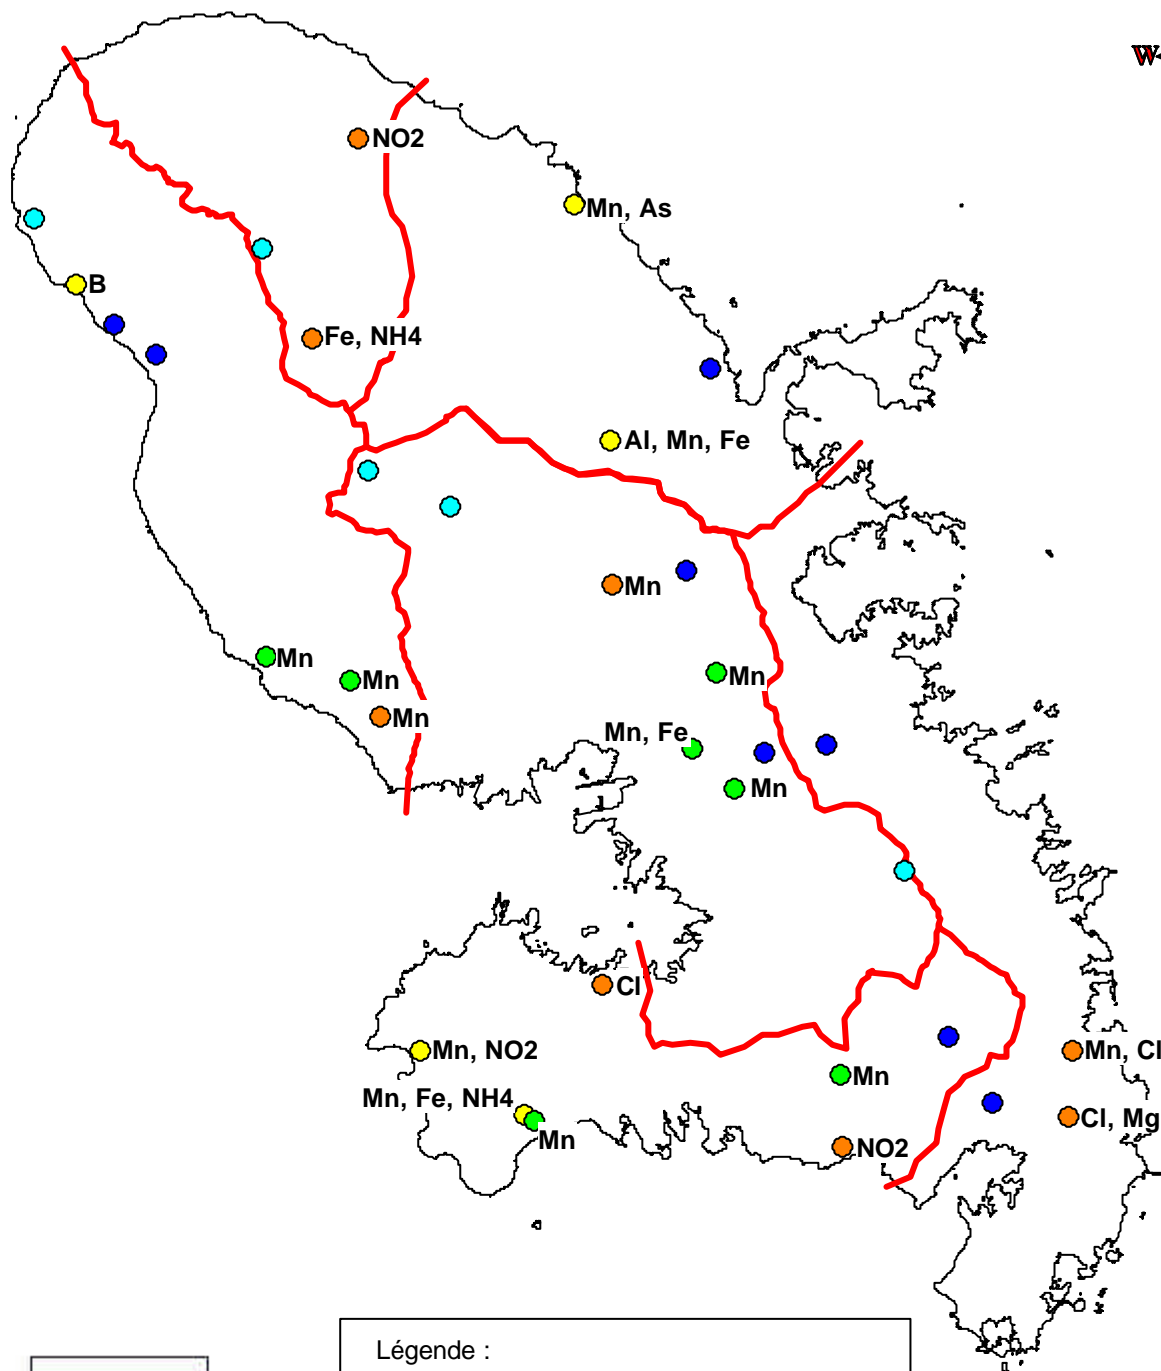 W
NO2
Mn, As
B
Fe, NH4
Al, Mn, Fe
Mn
Mn
Mn
Mn
Mn
Mn, Fe
Mn
Cl
Mn, NO2
Mn, Cl
Mn
Mn, Fe, NH4
Cl, Mg
Mn
NO2
Légende :